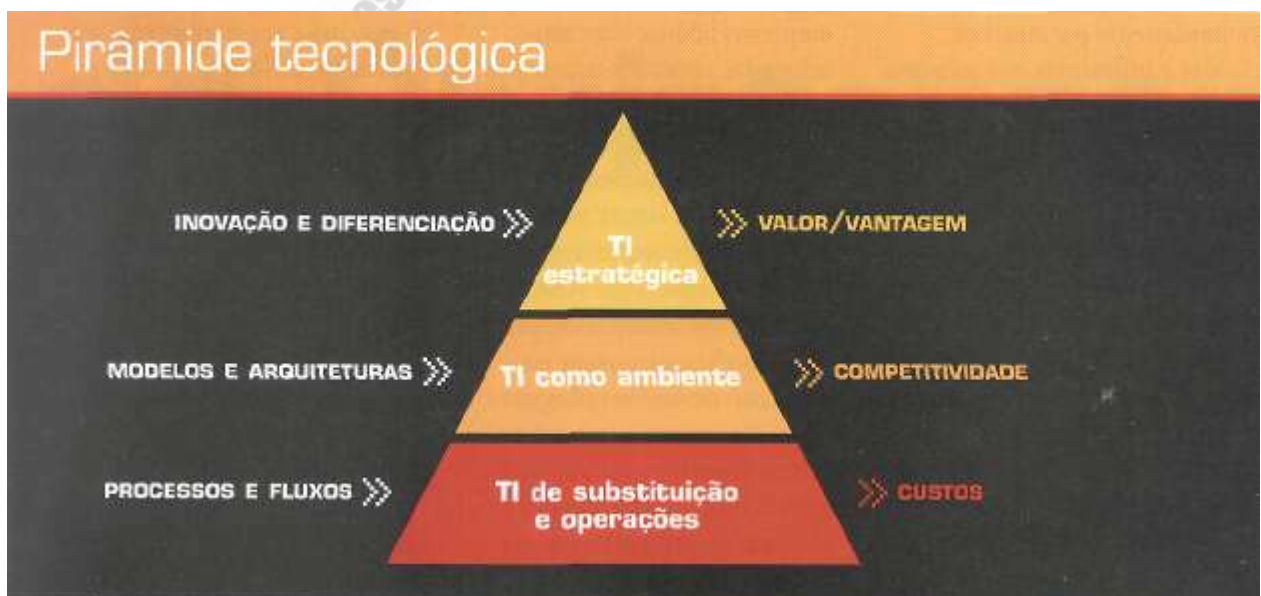 Pirâmide tecnológica
INOVAÇÃO E DIFERENCIAÇÃO
TI
estratégica
VALOR/VANTAGEM
MODELOS E ARQUITETURAS
TI como ambiente
COMPETITIVIDADE
PROCESSOS E FLUXOS
TI de substituição
e operações
CUSTOS